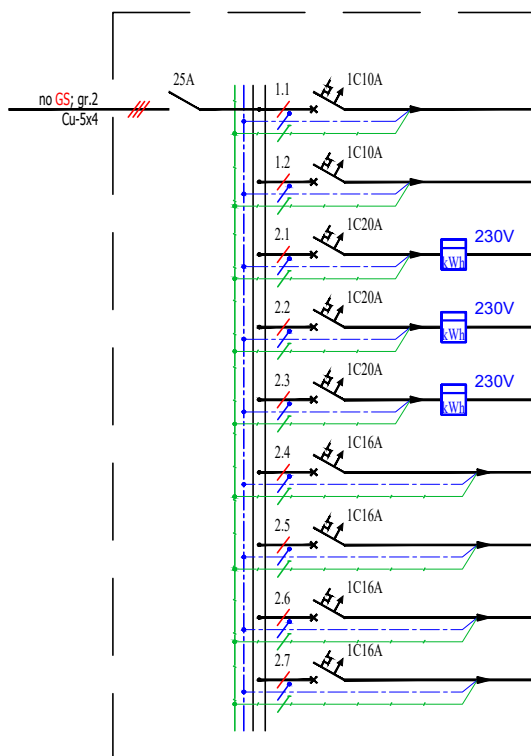 no GS; gr.2
Cu-5x4
25A
1.1
1C10A
1.2
1C10A
2.1
1C20A
230V
kWh
2.2
1C20A
230V
kWh
2.3
1C20A
230V
kWh
2.4
1C16A
2.5
1C16A
2.6
1C16A
2.7
1C16A